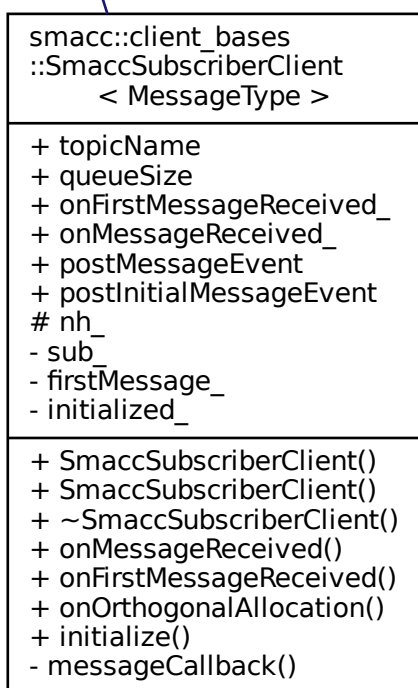 smacc::client_bases
::SmaccSubscriberClient
< MessageType >
+ topicName
+ queueSize
+ onFirstMessageReceived_
+ onMessageReceived_
+ postMessageEvent
+ postInitialMessageEvent
# nh_
- sub_
- firstMessage_
- initialized_
+ SmaccSubscriberClient()
+ SmaccSubscriberClient()
+ ~SmaccSubscriberClient()
+ onMessageReceived()
+ onFirstMessageReceived()
+ onOrthogonalAllocation()
+ initialize()
- messageCallback()